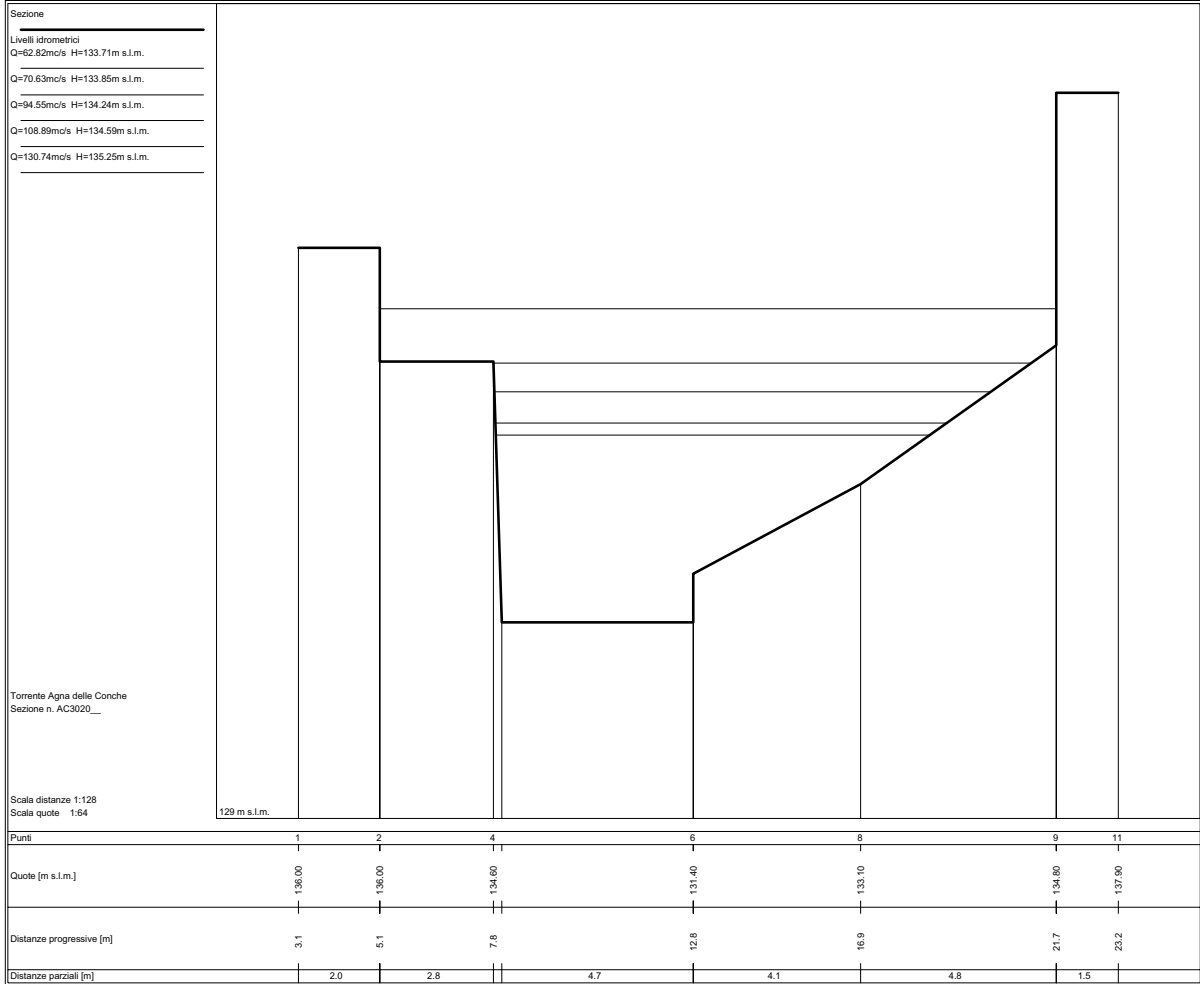 Sezione
Livelli idrometrici
Q=62.82mc/s H=133.71m s.l.m.
Q=70.63mc/s H=133.85m s.l.m.
Q=94.55mc/s H=134.24m s.l.m.
Q=108.89mc/s H=134.59m s.l.m.
Q=130.74mc/s H=135.25m s.l.m.
Torrente Agna delle Conche
Sezione n. AC3020__
Scala distanze 1:128
Scala quote 1:64
129 m s.l.m.
Punti 1 2 4 6 8 9 11
Quote [m s.l.m.] 136.00 136.00 134.60 131.40 133.10 134.80 137.90
Distanze progressive [m] 3.1 5.1 7.8 12.8 16.9 21.7 23.2
Distanze parziali [m] 2.0 2.8 4.7 4.1 4.8 1.5